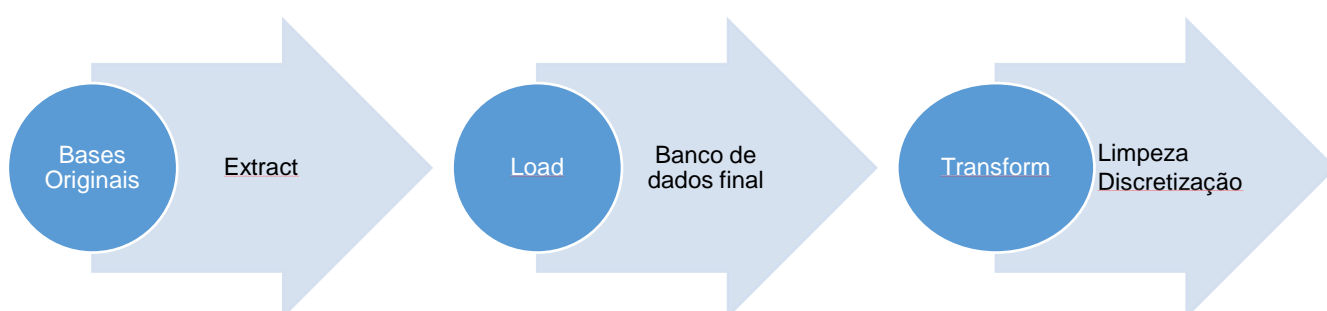 Bases
Originais
Extract
Load
Banco de
dados final
Transform
Limpeza
Discretização